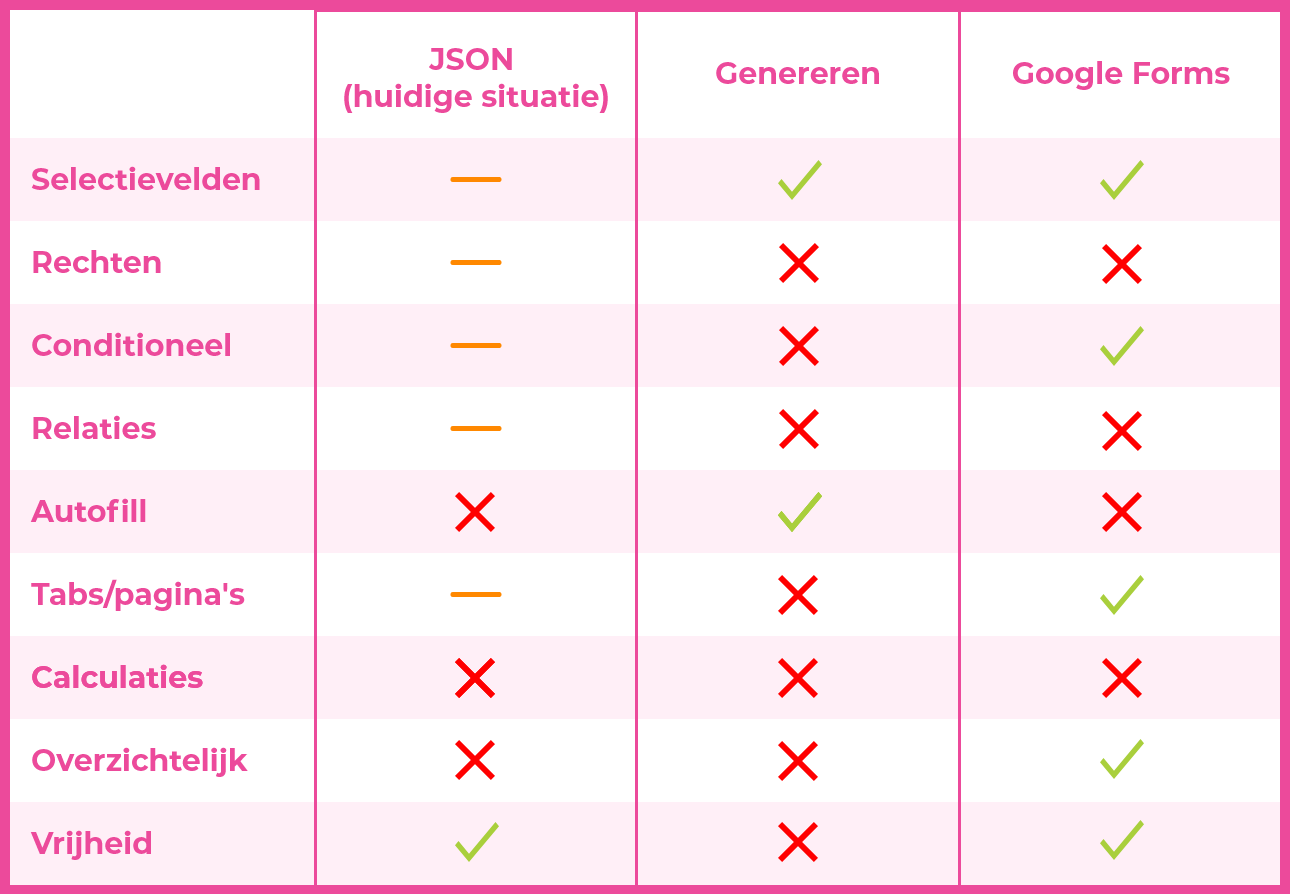 JSON
(huidige situatie)
Genereren
Google Forms
Selectievelden
Rechten
Conditioneel
Relaties
Autofill
Tabs/pagina's
Calculaties
Overzichtelijk
Vrijheid